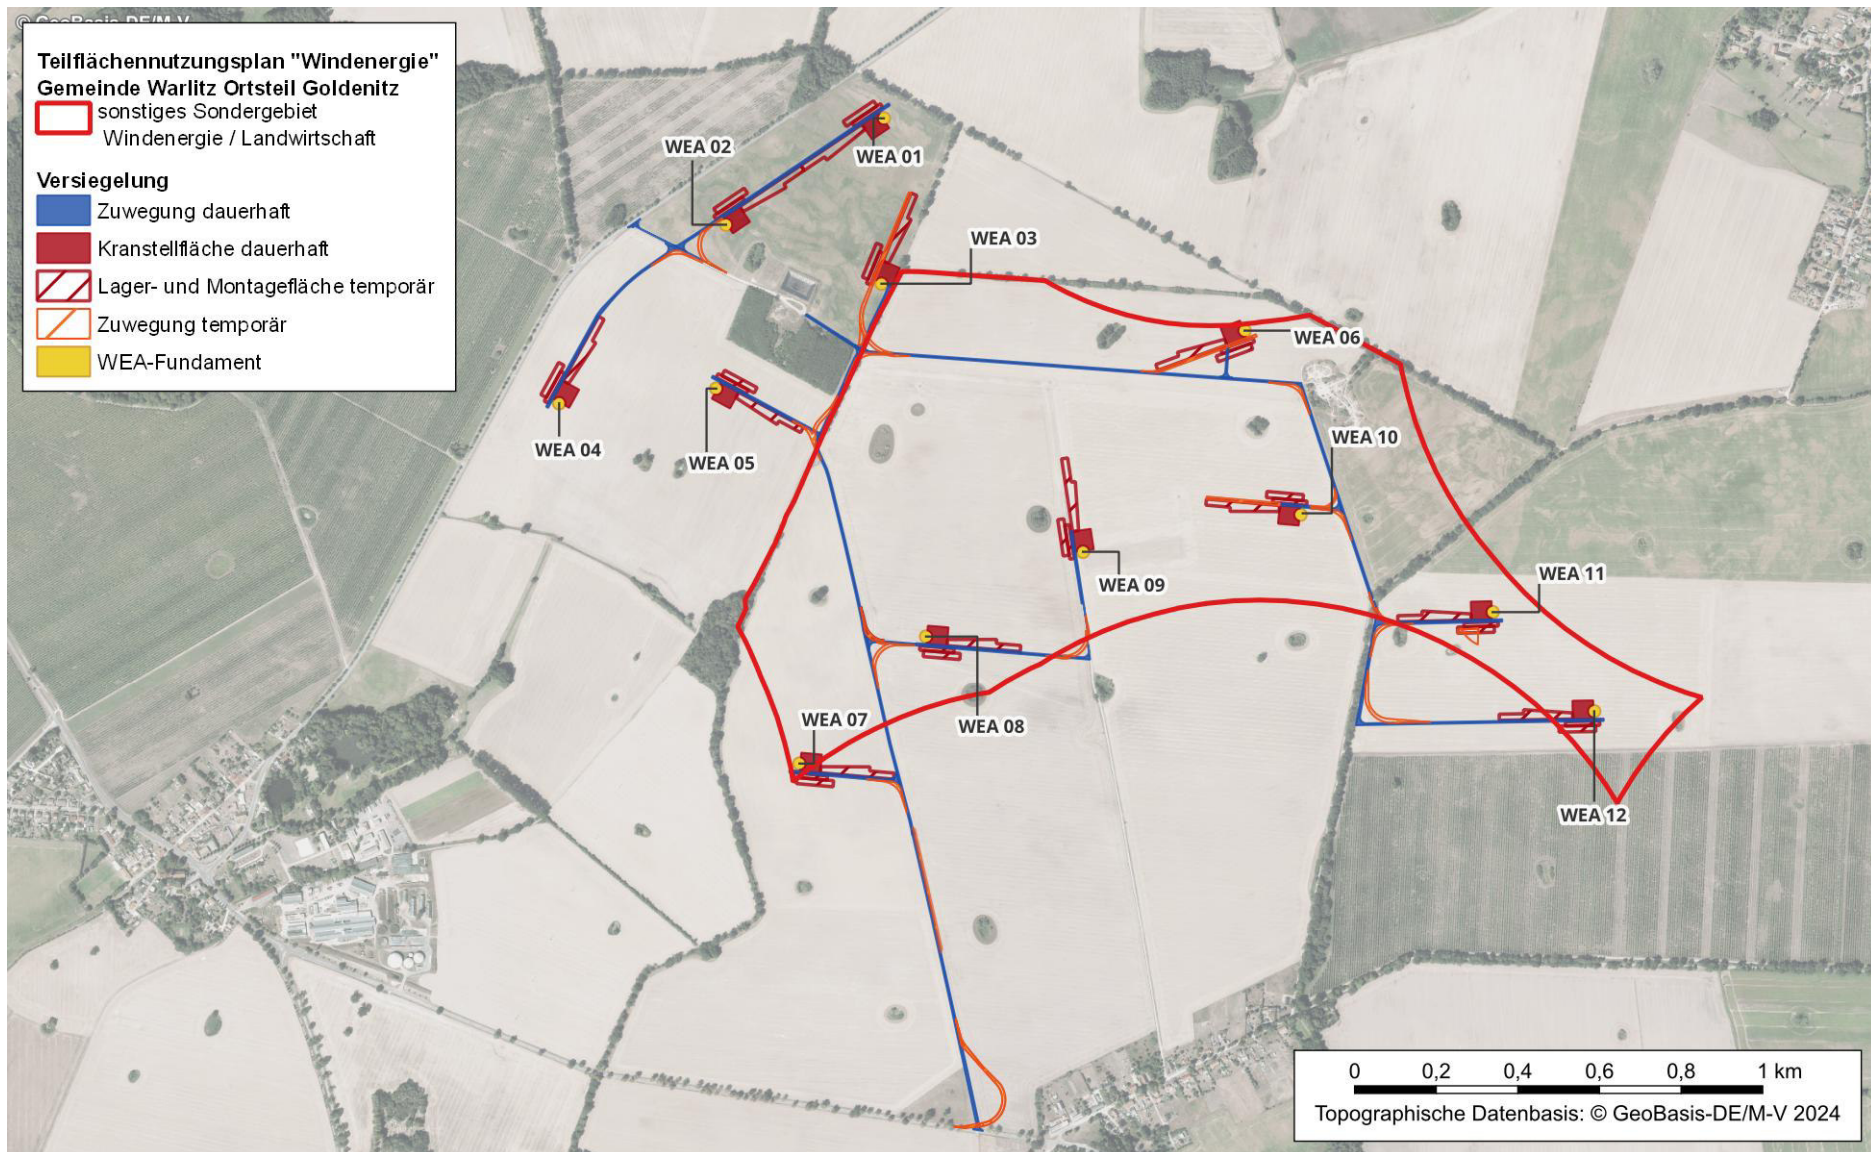 © GeoBasis-DE/M-V
Teilflächennutzungsplan "Windenergie"
Gemeinde Warlitz Ortsteil Goldenitz
sonstiges Sondergebiet
Windenergie / Landwirtschaft
Versiegelung
Zuwegung dauerhaft
Kranstellfläche dauerhaft
Lager- und Montagefläche temporär
Zuwegung temporär
WEA-Fundament
WEA 02
WEA 01
WEA 03
WEA 06
WEA 10
WEA 04
WEA 05
WEA 11
WEA 09
WEA 07
WEA 08
WEA 12
0 0,2 0,4 0,6 0,8 1 km
Topographische Datenbasis: © GeoBasis-DE/M-V 2024